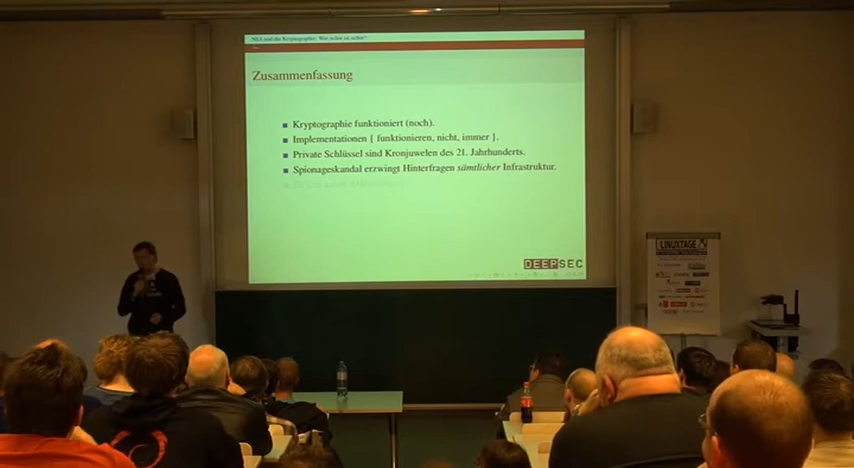 NSA und die Kryptographie: Wie sicher ist sicher?
Zusammenfassung
Kryptographie funktioniert (noch).
Implementationen { funktionieren, nicht, immer }.
Private Schlüssel sind Kronjuwelen des 21. Jahrhunderts.
Spionageskandal erzwingt Hinterfragen sämtlicher Infrastruktur.
DEEPSEC
LINUXTAGE